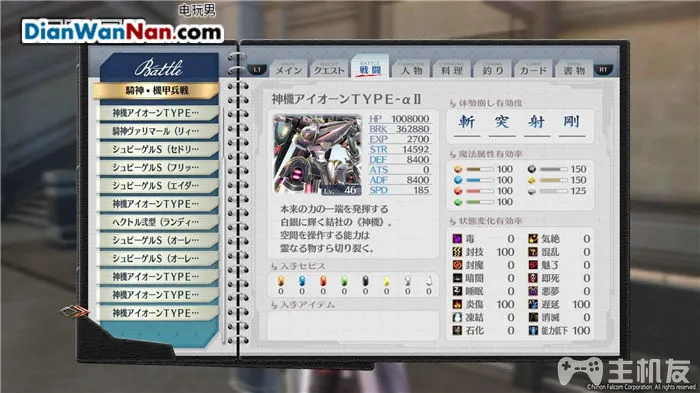 电玩男
DianWanNan.com
L1
MAIN
メイン
QUEST
クエスト
BATTLE
戦闘
CHARACTER
人物
COOKING
料理
FISHING
釣り
CARD
カード
BOOK
書物
R1
Battle
騎神・機甲兵戦
神機アイオーンTYPE…
騎神ヴァリマール（リィ…
シュピーゲルS（セドリ…
シュピーゲルS（フリッ…
シュピーゲルS（エイダ…
神機アイオーンTYPE…
ヘクトル弐型（ランディ…
シュピーゲルS（オーレ…
シュピーゲルS（オーレ…
神機アイオーンTYPE…
神機アイオーンTYPE…
神機アイオーンTYPE…
神機アイオーンTYPE-αⅡ
Lv. 46
HP 1008000
BRK 362880
EXP 2700
STR 14592
DEF 8400
ATS 0
ADF 8400
SPD 185
本来の力の一端を発揮する
白銀に輝く結社の《神機》。
空間を操作する能力は
霊なる物すら切り裂く。
入手セピス
0 0 0 0 0 0 0 0
入手アイテム
体勢崩し有効度
斬 突 射 剛
魔法属性有効率
100 150
100 150
100 125
100
状態変化有効率
毒 0 気絶 0
封技 100 混乱 0
封魔 0 魅了 0
暗闇 0 即死 0
睡眠 0 悪夢 0
炎傷 100 遅延 100
凍結 0 消滅 0
石化 0 能力低下 100
主机友
©Nihon Falcom Corporation. All rights reserved.